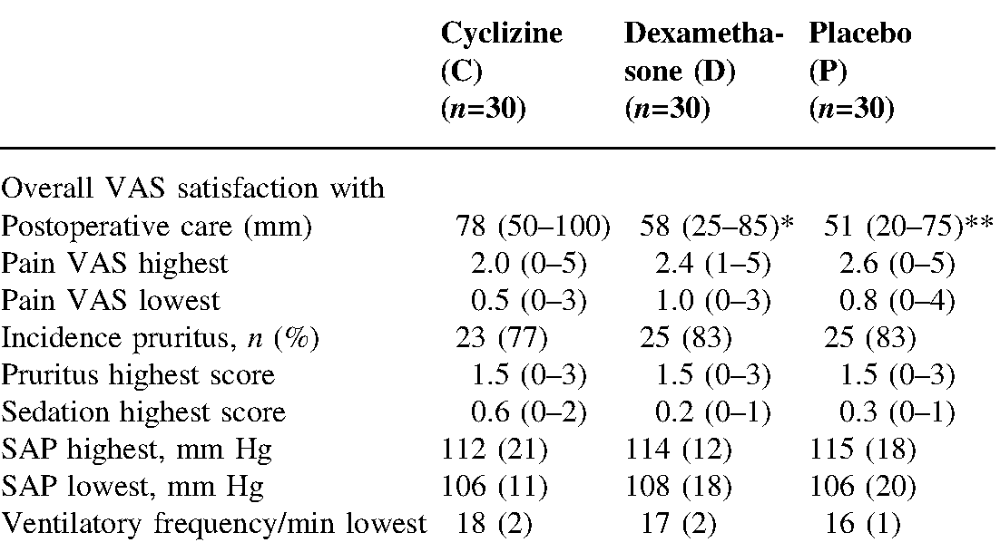 Cyclizine Dexametha- Placebo
(C) sone (D) (P)
(n=30) (n=30) (n=30)
Overall VAS satisfaction with
Postoperative care (mm) 78 (50–100) 58 (25–85)* 51 (20–75)**
Pain VAS highest 2.0 (0–5) 2.4 (1–5) 2.6 (0–5)
Pain VAS lowest 0.5 (0–3) 1.0 (0–3) 0.8 (0–4)
Incidence pruritus, n (%) 23 (77) 25 (83) 25 (83)
Pruritus highest score 1.5 (0–3) 1.5 (0–3) 1.5 (0–3)
Sedation highest score 0.6 (0–2) 0.2 (0–1) 0.3 (0–1)
SAP highest, mm Hg 112 (21) 114 (12) 115 (18)
SAP lowest, mm Hg 106 (11) 108 (18) 106 (20)
Ventilatory frequency/min lowest 18 (2) 17 (2) 16 (1)